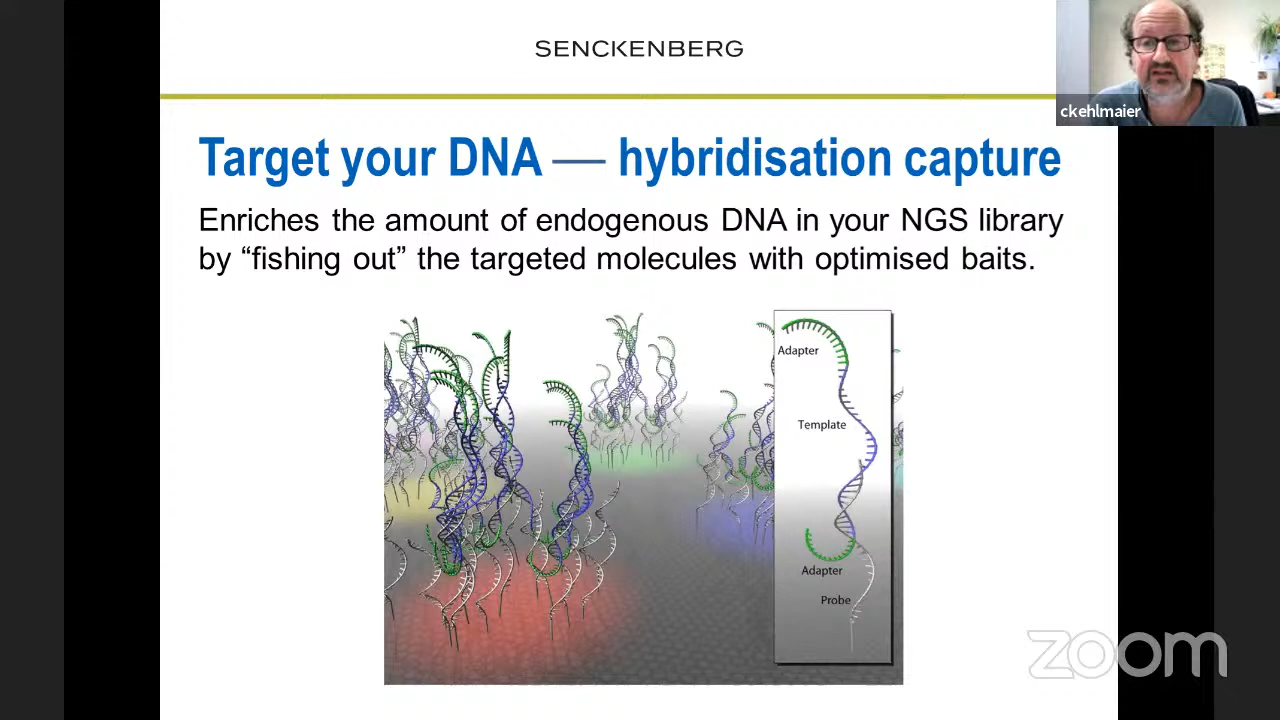 SENCKENBERG
ckehlmaier
Target your DNA — hybridisation capture
Enriches the amount of endogenous DNA in your NGS library
by “fishing out” the targeted molecules with optimised baits.
Adapter
Template
Adapter
Probe
zoom